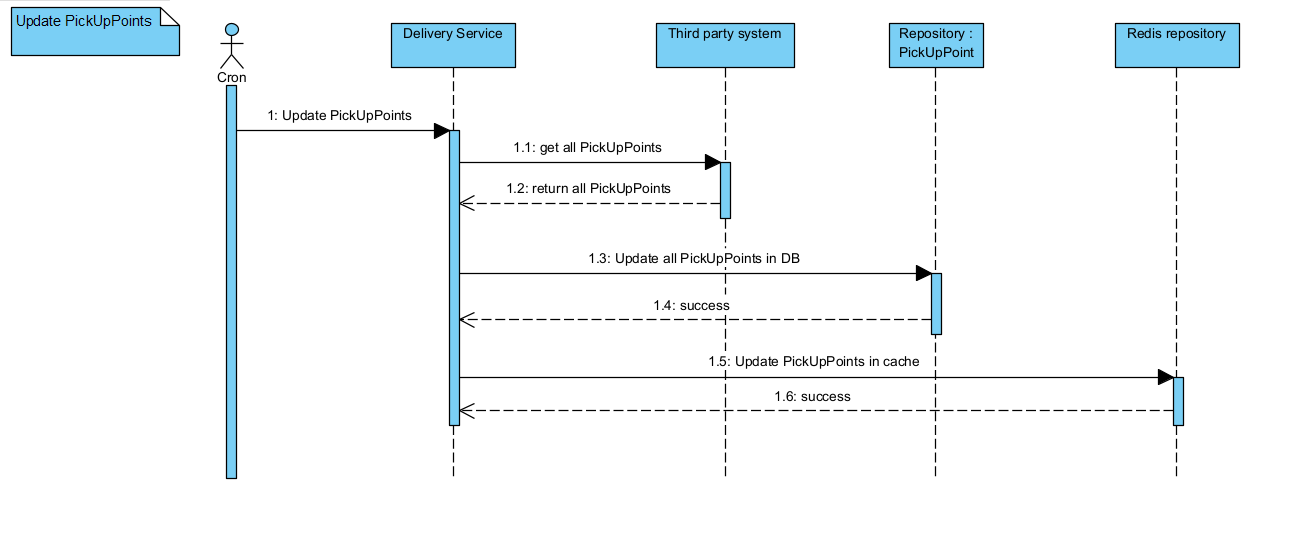 Update PickUpPoints
Cron
Delivery Service
Third party system
Repository :
PickUpPoint
Redis repository
1: Update PickUpPoints
1.1: get all PickUpPoints
1.2: return all PickUpPoints
1.3: Update all PickUpPoints in DB
1.4: success
1.5: Update PickUpPoints in cache
1.6: success